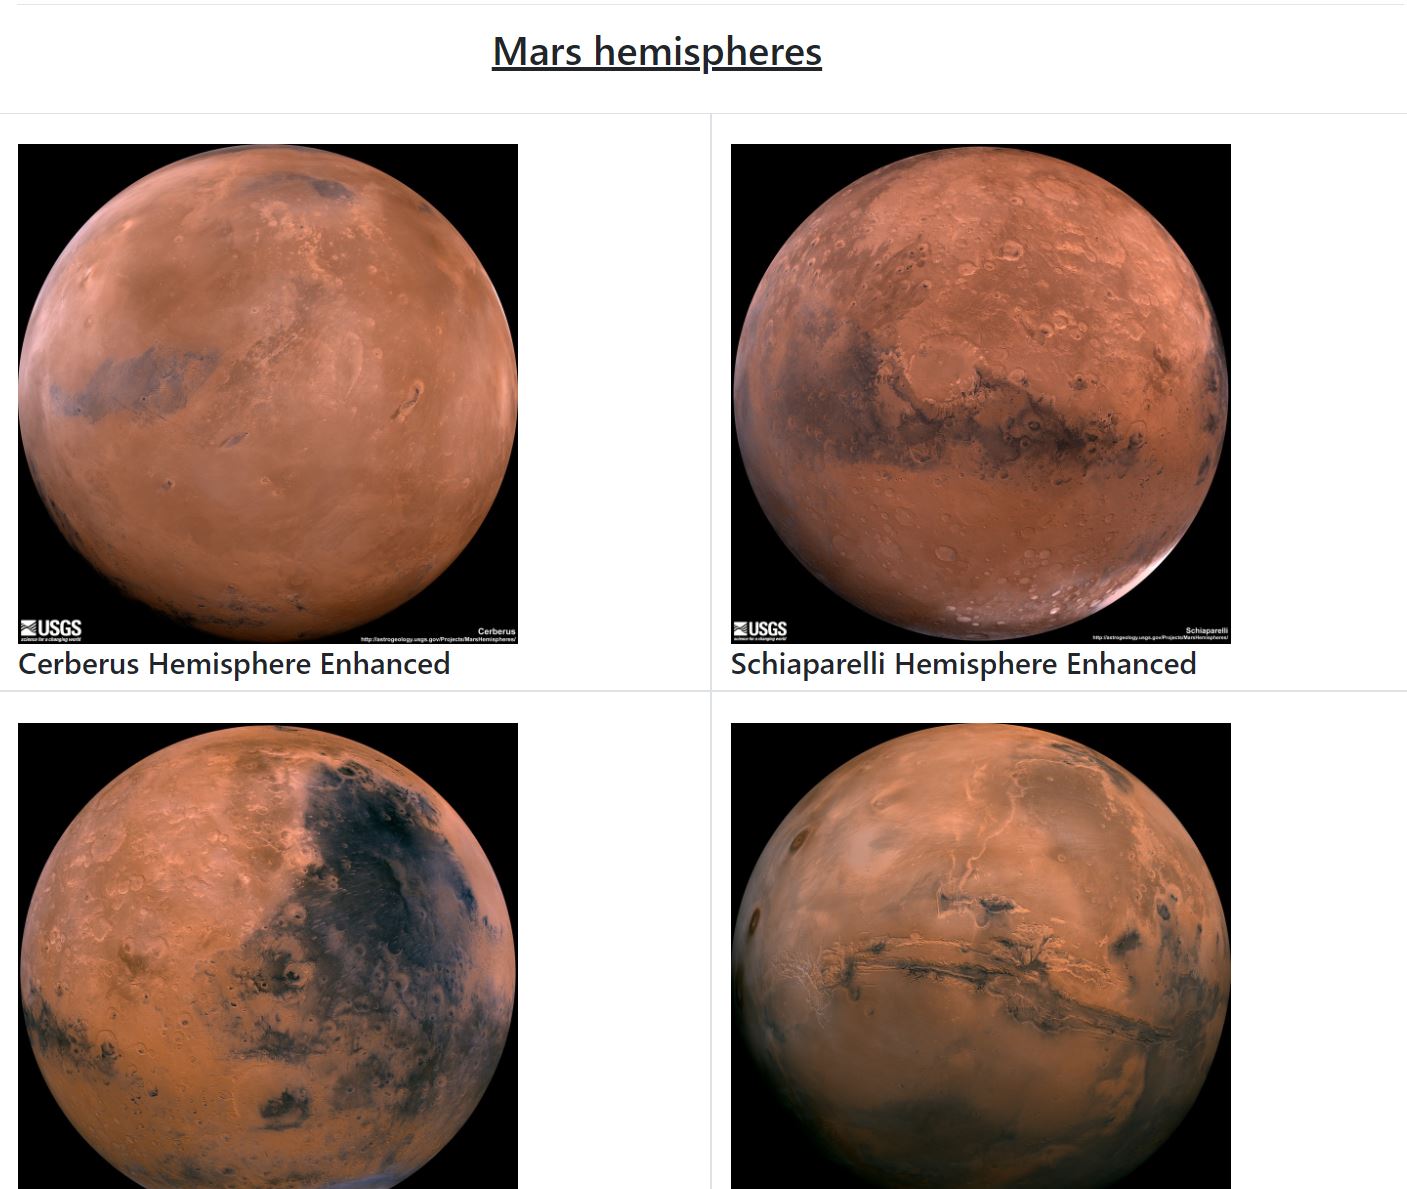 Mars hemispheres
USGS
science for a changing world
Cerberus
http://astrogeology.usgs.gov/Projects/MarsHemispheres/
Cerberus Hemisphere Enhanced
USGS
science for a changing world
Schiaparelli
http://astrogeology.usgs.gov/Projects/MarsHemispheres/
Schiaparelli Hemisphere Enhanced